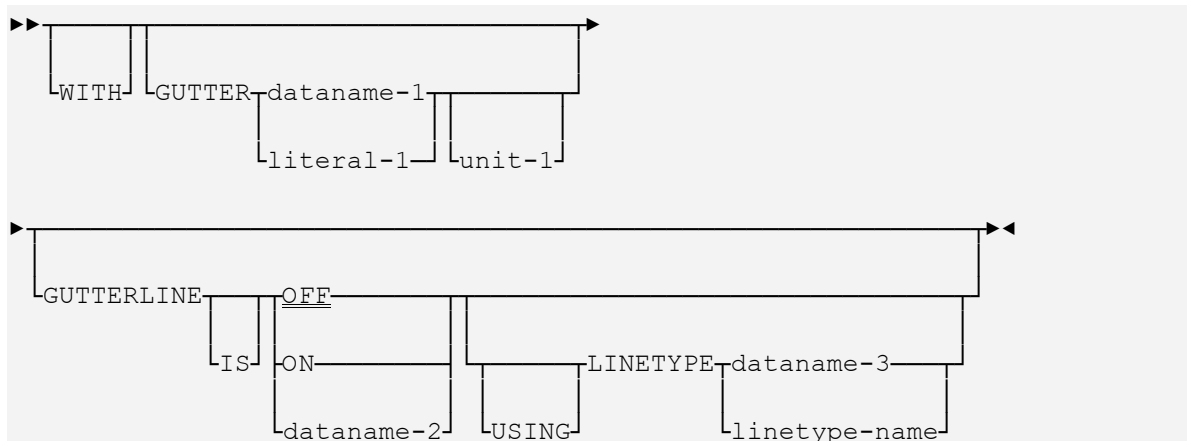 WITH GUTTER dataname-1
literal-1 unit-1
GUTTERLINE OFF
IS ON LINETYPE dataname-3
dataname-2 USING linetype-name